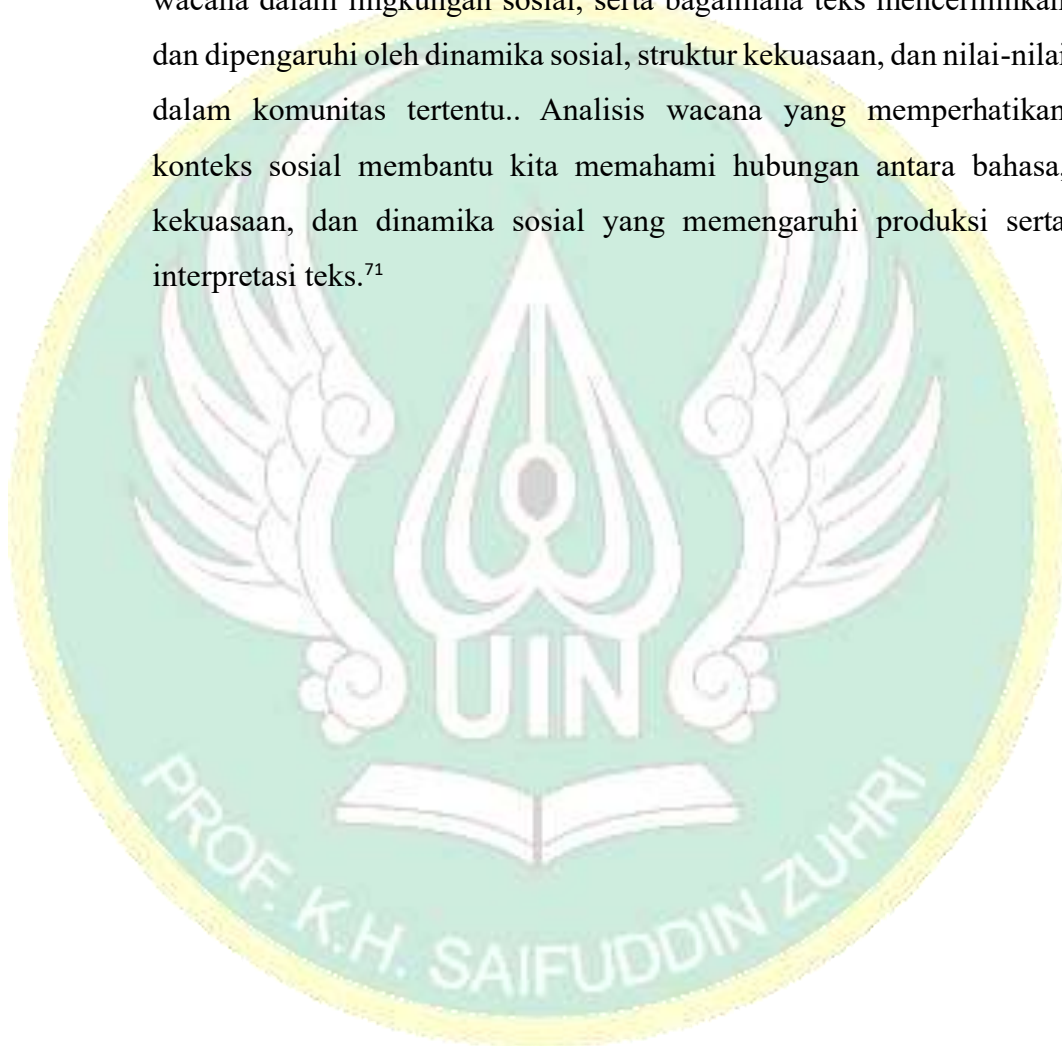 wacana dalam lingkungan sosial, serta bagaimana teks mencerminkan
dan dipengaruhi oleh dinamika sosial, struktur kekuasaan, dan nilai-nilai
dalam komunitas tertentu.. Analisis wacana yang memperhatikan
konteks sosial membantu kita memahami hubungan antara bahasa,
kekuasaan, dan dinamika sosial yang memengaruhi produksi serta
interpretasi teks.⁷¹
UIN
PROF. K.H. SAIFUDDIN ZUHRI